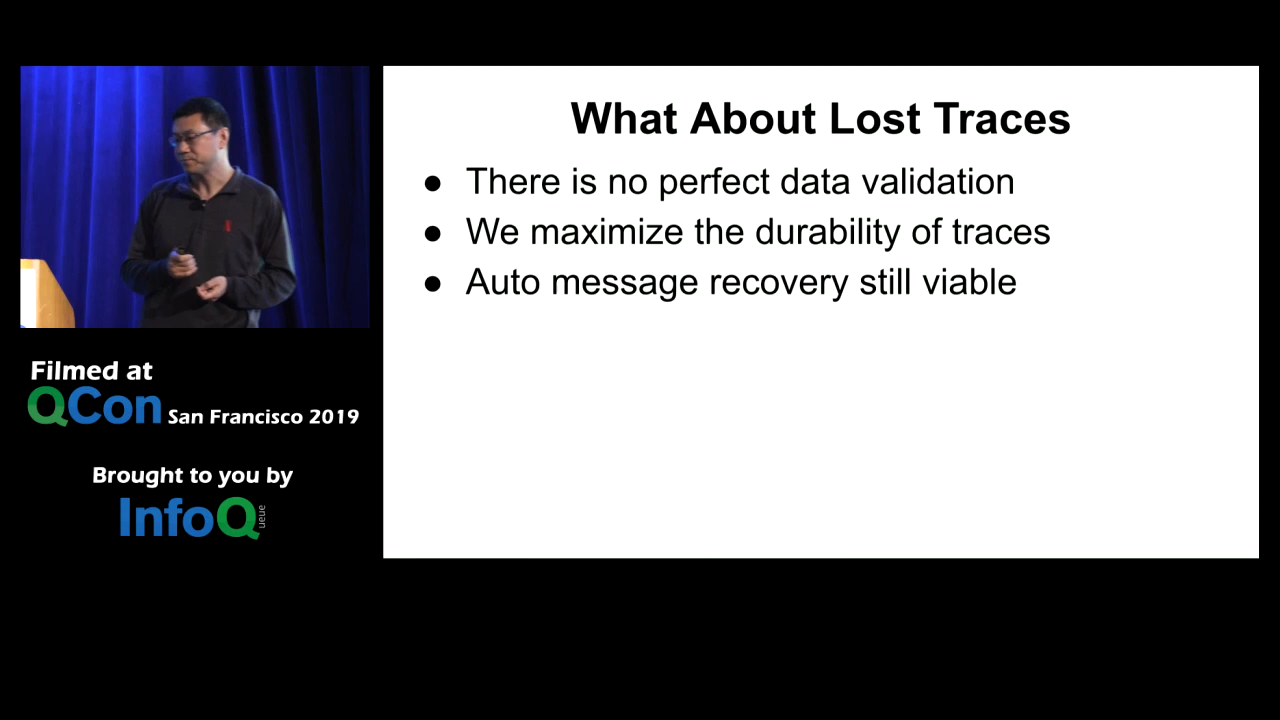 What About Lost Traces
● There is no perfect data validation
● We maximize the durability of traces
● Auto message recovery still viable
Filmed at
QCon San Francisco 2019
Brought to you by
InfoQ
ueue